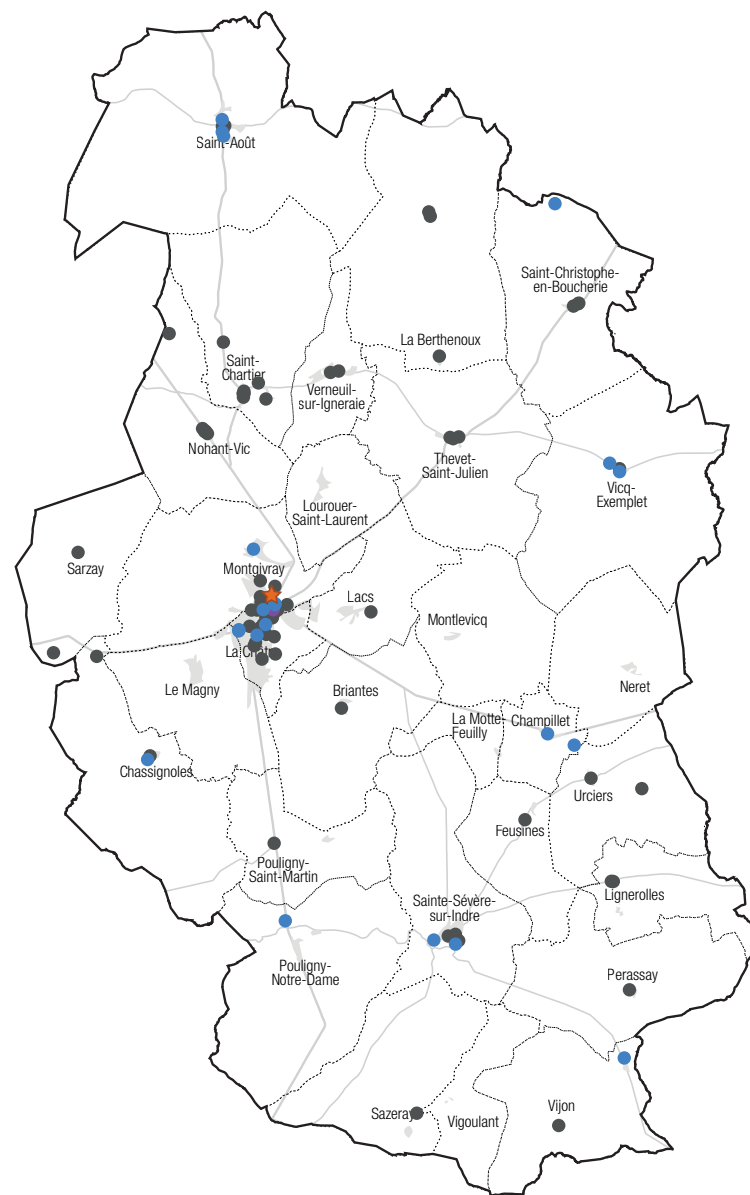 Saint-Août
Saint-Christophe-
en-Boucherie
La Berthenoux
Saint-
Chartier
Verneuil-
sur-Igneraie
Nohant-Vic
Thevet-
Saint-Julien
Vicq-
Exemplet
Lourouer-
Saint-Laurent
Sarzay
Montgivray
Lacs
Montlevicq
La Châtre
Le Magny
Briantes
Neret
La Motte-
Feuilly
Champillet
Chassignoles
Urciers
Feusines
Pouligny-
Saint-Martin
Lignerolles
Sainte-Sévère-
sur-Indre
Pouligny-
Notre-Dame
Perassay
Sazeray
Vigoulant
Vijon